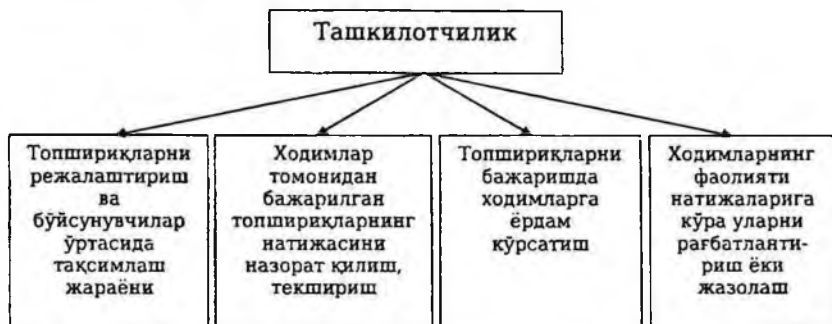 Ташкилотчилик
Топшириқларни
режалаштириш
ва
бўйсунувчилар
ўртасида
тақсимлаш
жараёни
Ходимлар
томонидан
бажарилган
топшириқларнинг
натижасини
назорат қилиш,
текшириш
Топшириқларни
бажаришда
ходимларга
ёрдам
кўрсатиш
Ходимларнинг
фаолияти
натижаларига
кўра уларни
рағбатлаяти-
риш ёки
жазолаш